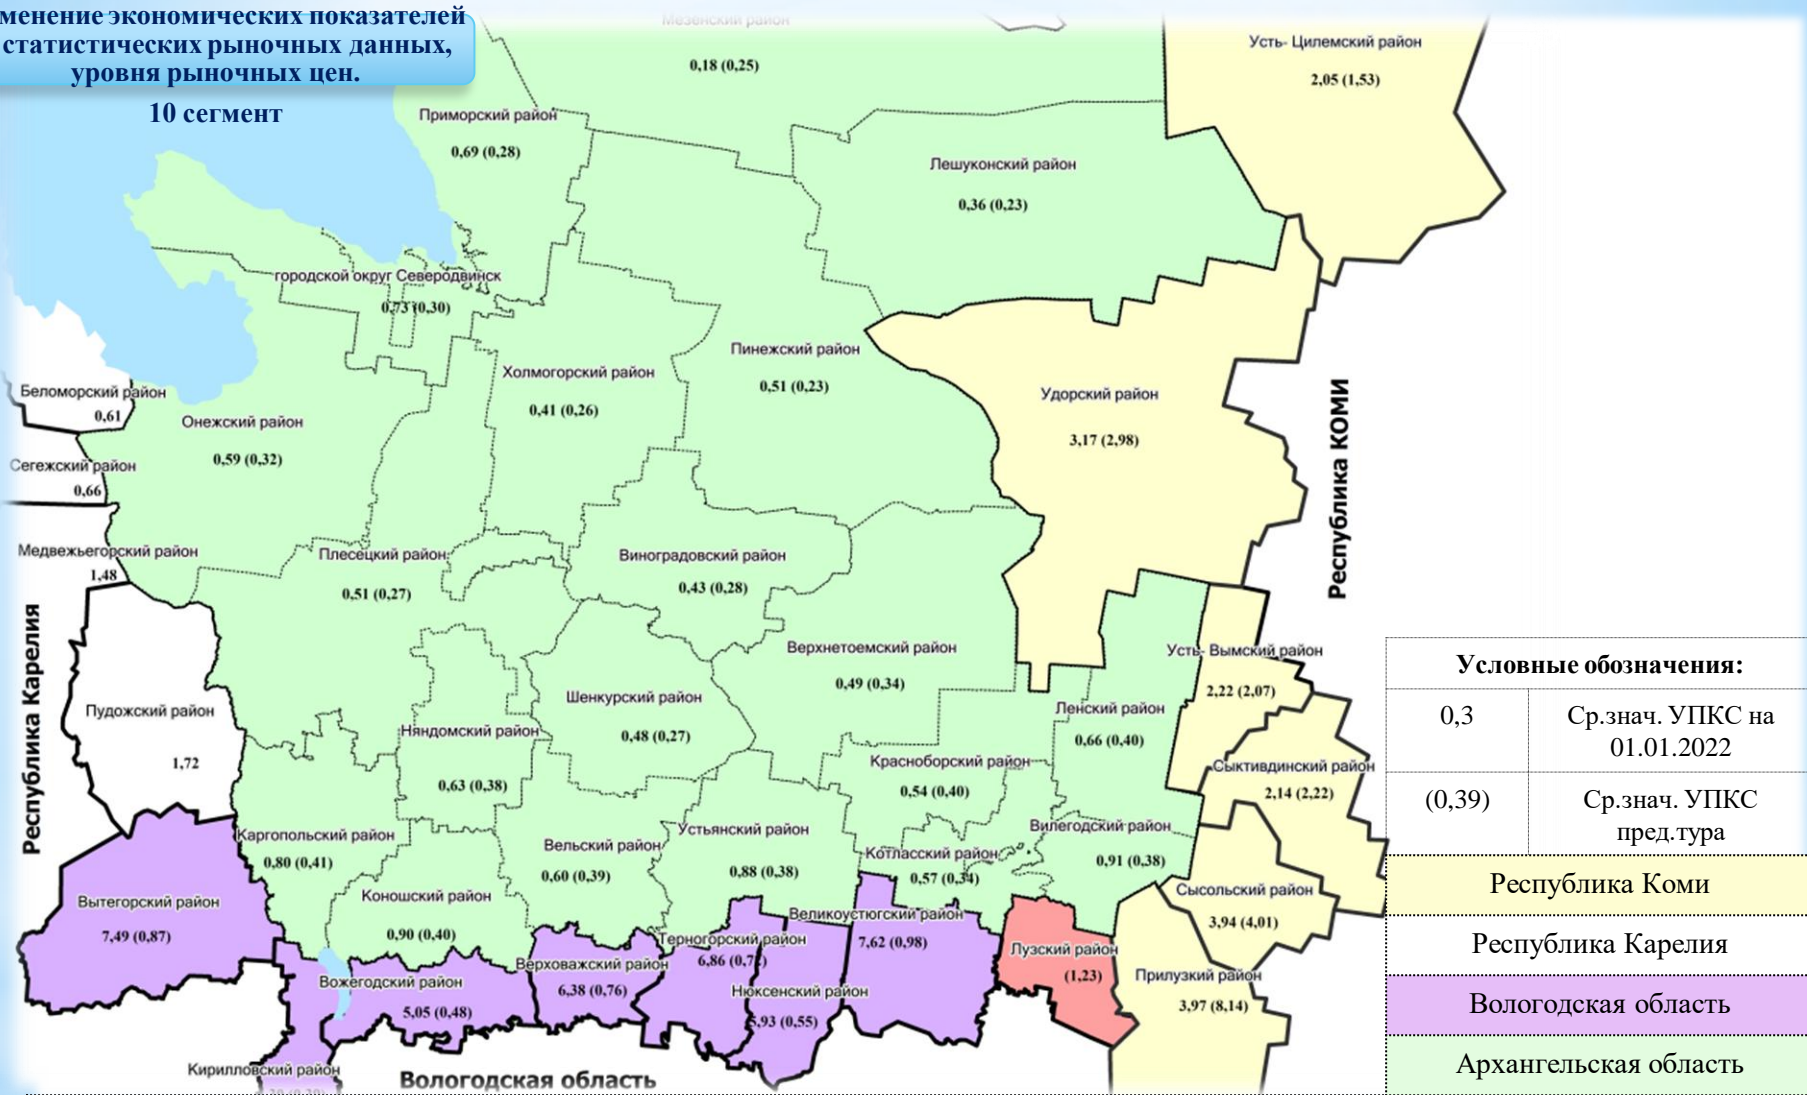 менение экономических показателей
статистических рыночных данных,
уровня рыночных цен.
10 сегмент
Мезенский район
0,18 (0,25)
Усть- Цилемский район
2,05 (1,53)
Приморский район
0,69 (0,28)
Лешуконский район
0,36 (0,23)
городской округ Северодвинск
0,73 (0,30)
Пинежский район
0,51 (0,23)
Холмогорский район
0,41 (0,26)
Беломорский район
0,61
Онежский район
0,59 (0,32)
Удорский район
3,17 (2,98)
Республика КОМИ
Сегежский район
0,66
Медвежьегорский район
1,48
Плесецкий район
0,51 (0,27)
Виноградовский район
0,43 (0,28)
Республика Карелия
Верхнетоемский район
0,49 (0,34)
Усть- Вымский район
2,22 (2,07)
Шенкурский район
0,48 (0,27)
Пудожский район
1,72
Няндомский район
0,63 (0,38)
Ленский район
0,66 (0,40)
Красноборский район
0,54 (0,40)
Сыктивдинский район
2,14 (2,22)
Каргопольский район
0,80 (0,41)
Вельский район
0,60 (0,39)
Устьянский район
0,88 (0,38)
Котласский район
0,57 (0,34)
Вилегодский район
0,91 (0,38)
Коношский район
0,90 (0,40)
Сысольский район
3,94 (4,01)
Вытегорский район
7,49 (0,87)
Великоустюгский район
7,62 (0,98)
Терногорский район
6,86 (0,7
Лузский район
(1,23)
Верховажский район
6,38 (0,76)
Вожегодский район
5,05 (0,48)
Нюксенский район
5,93 (0,55)
Прилузкий район
3,97 (8,14)
Кирилловский район
Вологодская область
Условные обозначения:
0,3
Ср.знач. УПКС на
01.01.2022
(0,39)
Ср.знач. УПКС
пред.тура
Республика Коми
Республика Карелия
Вологодская область
Архангельская область